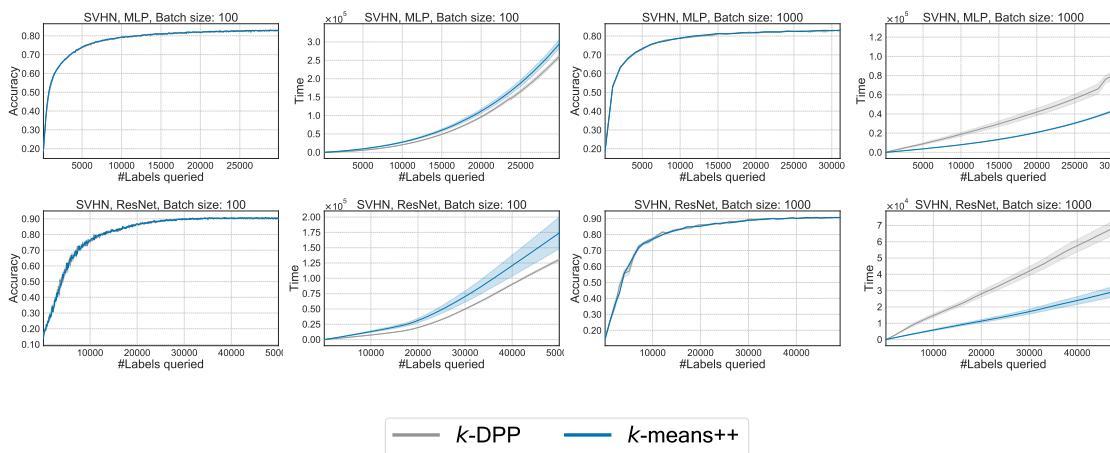 SVHN, MLP, Batch size: 100
Accuracy
0.80
0.70
0.60
0.50
0.40
0.30
0.20
5000 10000 15000 20000 25000
#Labels queried
SVHN, MLP, Batch size: 100
×10⁵
Time
3.0
2.5
2.0
1.5
1.0
0.5
0.0
5000 10000 15000 20000 25000
#Labels queried
SVHN, MLP, Batch size: 1000
Accuracy
0.80
0.70
0.60
0.50
0.40
0.30
0.20
5000 10000 15000 20000 25000 3000
#Labels queried
SVHN, MLP, Batch size: 1000
×10⁵
Time
1.2
1.0
0.8
0.6
0.4
0.2
0.0
5000 10000 15000 20000 25000 30
#Labels queried
SVHN, ResNet, Batch size: 100
Accuracy
0.90
0.80
0.70
0.60
0.50
0.40
0.30
0.20
0.10
10000 20000 30000 40000 500
#Labels queried
SVHN, ResNet, Batch size: 100
×10⁵
Time
2.00
1.75
1.50
1.25
1.00
0.75
0.50
0.25
0.00
10000 20000 30000 40000 5000
#Labels queried
SVHN, ResNet, Batch size: 1000
Accuracy
0.90
0.80
0.70
0.60
0.50
0.40
0.30
0.20
10000 20000 30000 40000
#Labels queried
SVHN, ResNet, Batch size: 1000
×10⁴
Time
7
6
5
4
3
2
1
0
10000 20000 30000 40000
#Labels queried
k-DPP k-means++